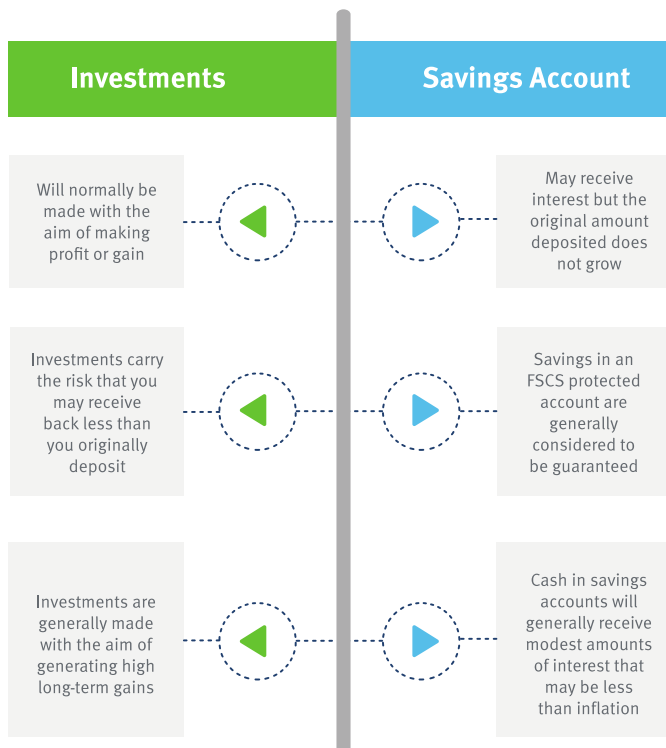 Investments
Savings Account
Will normally be
made with the
aim of making
profit or gain
May receive
interest but the
original amount
deposited does
not grow
Investments carry
the risk that you
may receive
back less than
you originally
deposit
Savings in an
FSCS protected
account are
generally
considered to
be guaranteed
Investments are
generally made
with the aim of
generating high
long-term gains
Cash in savings
accounts will
generally receive
modest amounts
of interest that
may be less
than inflation